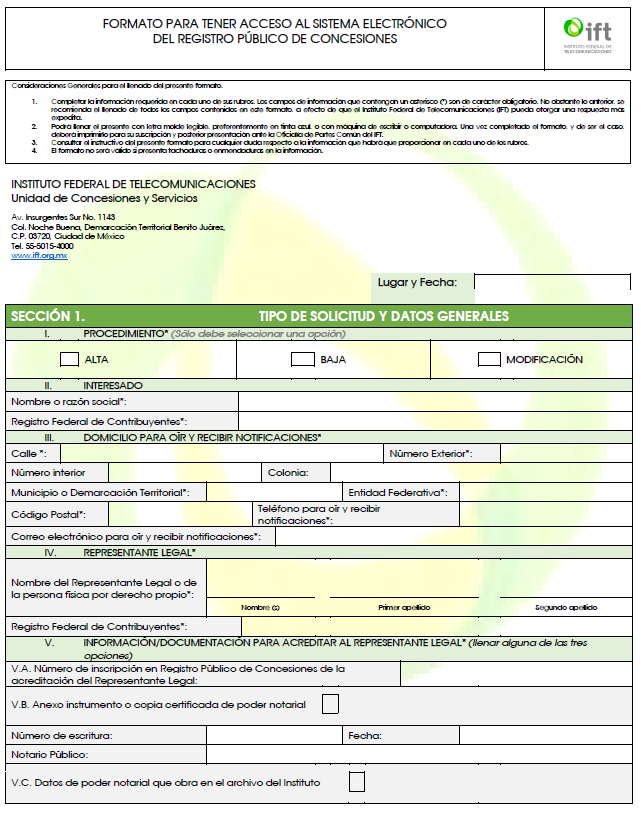 FORMATO PARA TENER ACCESO AL SISTEMA ELECTRÓNICO
DEL REGISTRO PÚBLICO DE CONCESIONES
ift
INSTITUTO FEDERAL DE
TELECOMUNICACIONES
Consideraciones Generales para el llenado del presente formato.
1. Completar la información requerida en cada uno de sus rubros. Los campos de información que contengan un asterisco (*) son de carácter obligatorio. No obstante lo anterior, se
recomienda el llenado de todos los campos contenidos en este formato, a efecto de que el Instituto Federal de Telecomunicaciones (IFT) pueda otorgar una respuesta más
expedita.
2. Podrá llenar el presente con letra molde legible, preferentemente en tinta azul, o con máquina de escribir o computadora. Una vez completado el formato, y de ser el caso,
deberá imprimirlo para su suscripción y posterior presentación ante la Oficialía de Partes Común del IFT.
3. Consultar el instructivo del presente formato para cualquier duda respecto a la información que habrá que proporcionar en cada uno de los rubros.
4. El formato no será válido si presenta tachaduras o enmendaduras en la información.
INSTITUTO FEDERAL DE TELECOMUNICACIONES
Unidad de Concesiones y Servicios
Av. Insurgentes Sur No. 1143
Col. Noche Buena, Demarcación Territorial Benito Juárez,
C.P. 03720, Ciudad de México
Tel. 55-5015-4000
www.ift.org.mx
Lugar y Fecha:
SECCIÓN 1. TIPO DE SOLICITUD Y DATOS GENERALES
I. PROCEDIMIENTO* (Sólo debe seleccionar una opción)
ALTA BAJA MODIFICACIÓN
II. INTERESADO
Nombre o razón social*:
Registro Federal de Contribuyentes*:
III. DOMICILIO PARA OÍR Y RECIBIR NOTIFICACIONES*
Calle *: Número Exterior*:
Número interior Colonia:
Municipio o Demarcación Territorial*: Entidad Federativa*:
Código Postal*: Teléfono para oír y recibir
notificaciones*:
Correo electrónico para oír y recibir notificaciones*:
IV. REPRESENTANTE LEGAL*
Nombre del Representante Legal o de
la persona física por derecho propio*:
Nombre (s) Primer apellido Segundo apellido
Registro Federal de Contribuyentes*:
V. INFORMACIÓN/DOCUMENTACIÓN PARA ACREDITAR AL REPRESENTANTE LEGAL* (llenar alguna de las tres
opciones)
V.A. Número de inscripción en Registro Público de Concesiones de la
acreditación del Representante Legal:
V.B. Anexo instrumento o copia certificada de poder notarial
Número de escritura: Fecha:
Notario Público:
V.C. Datos de poder notarial que obra en el archivo del Instituto